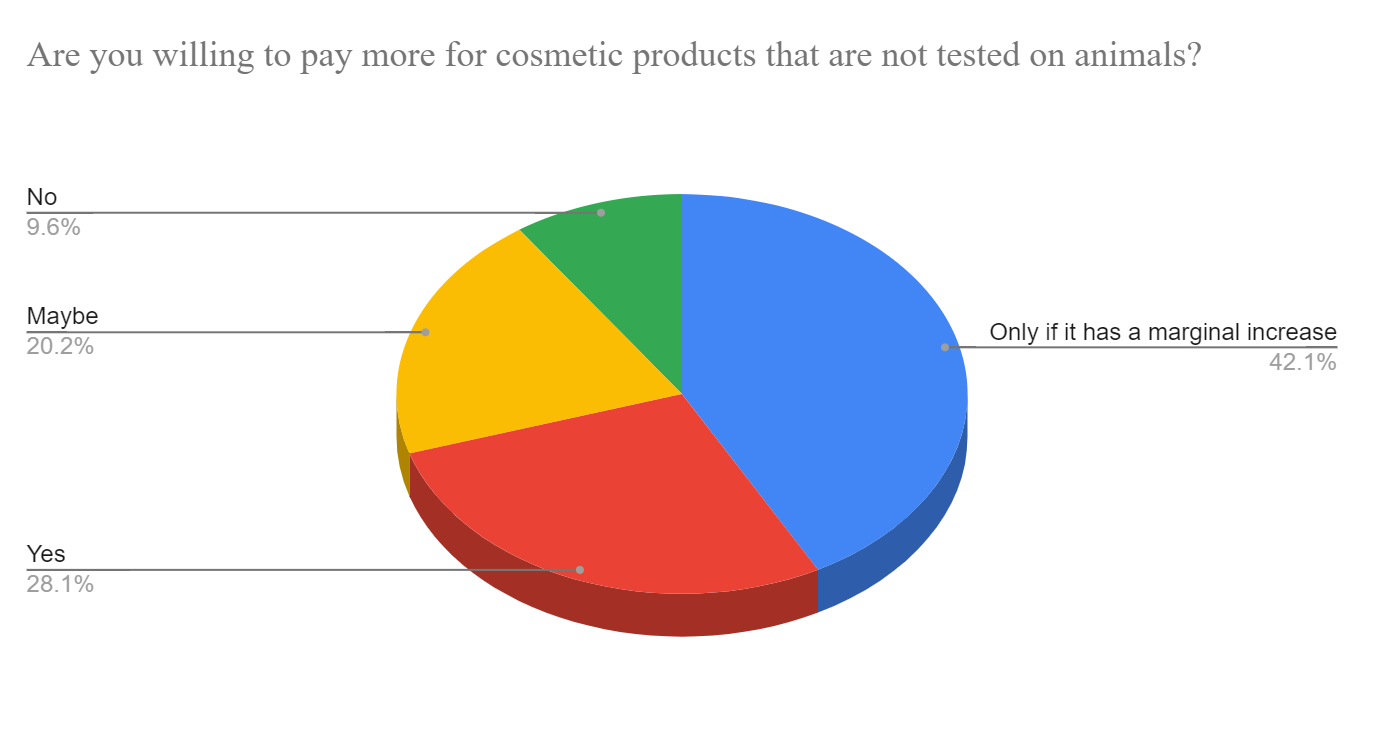 Are you willing to pay more for cosmetic products that are not tested on animals?
No
9.6%
Maybe
20.2%
Only if it has a marginal increase
42.1%
Yes
28.1%